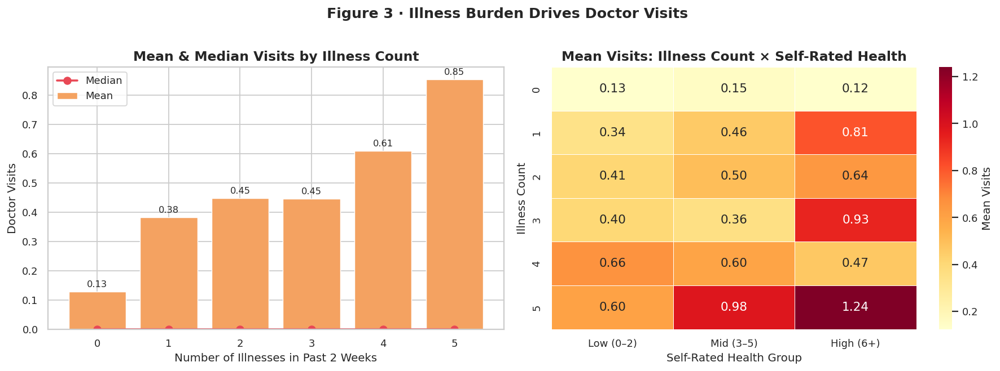 Figure 3 · Illness Burden Drives Doctor Visits
Mean & Median Visits by Illness Count
Median
Mean
Doctor Visits
0.8
0.7
0.6
0.5
0.4
0.3
0.2
0.1
0.0
0.13
0.38
0.45
0.45
0.61
0.85
0 1 2 3 4 5
Number of Illnesses in Past 2 Weeks
Mean Visits: Illness Count × Self-Rated Health
Illness Count
0 0.13 0.15 0.12
1 0.34 0.46 0.81
2 0.41 0.50 0.64
3 0.40 0.36 0.93
4 0.66 0.60 0.47
5 0.60 0.98 1.24
Low (0–2) Mid (3–5) High (6+)
Self-Rated Health Group
1.2
1.0
0.8
0.6
0.4
0.2
Mean Visits